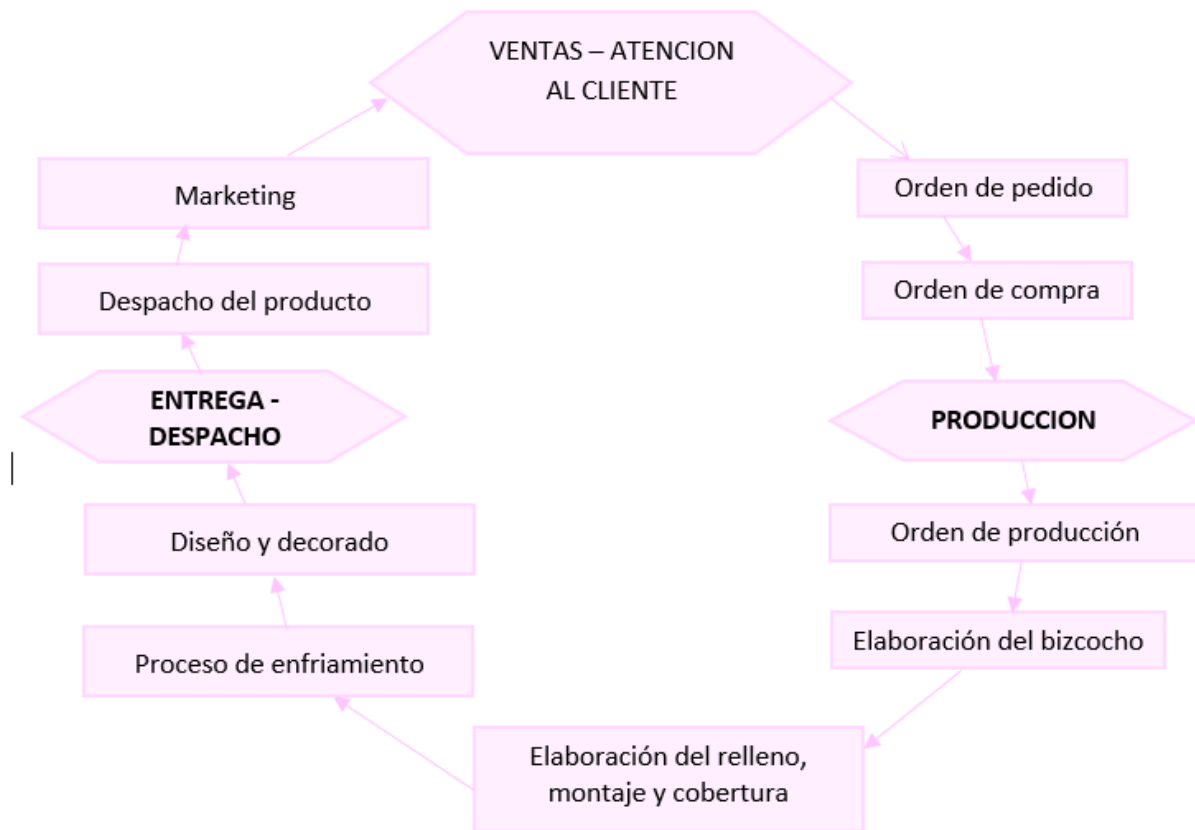 VENTAS – ATENCION
AL CLIENTE
Orden de pedido
Orden de compra
PRODUCCION
Orden de producción
Elaboración del bizcocho
Elaboración del relleno,
montaje y cobertura
Proceso de enfriamiento
Diseño y decorado
ENTREGA -
DESPACHO
Despacho del producto
Marketing